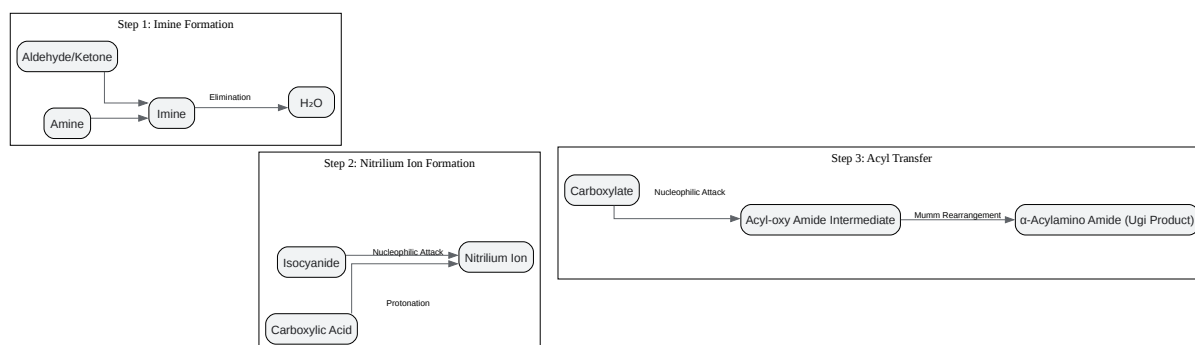 Step 1: Imine Formation
Aldehyde/Ketone
Amine
Imine
Elimination
H₂O
Step 2: Nitrilium Ion Formation
Isocyanide
Nucleophilic Attack
Nitrilium Ion
Protonation
Carboxylic Acid
Step 3: Acyl Transfer
Carboxylate
Nucleophilic Attack
Acyl-oxy Amide Intermediate
Mumm Rearrangement
α-Acylamino Amide (Ugi Product)